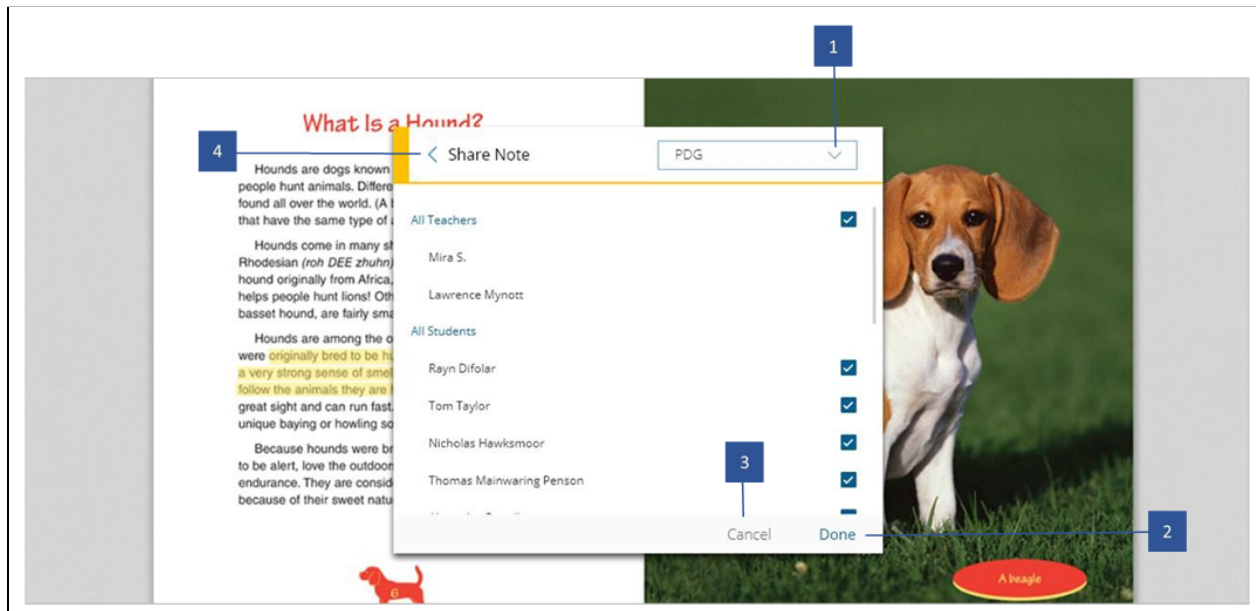 1
What Is a Hound?
4
Share Note
PDG
Hounds are dogs known
people hunt animals. Differe
found all over the world. (A
that have the same type of
Hounds come in many
Rhodesian (roh DEE zhuhn)
hound originally from Africa,
helps people hunt lions! Oth
basset hound, are fairly sma
Hounds are among the o
were originally bred to be hu
a very strong sense of smel
follow the animals they are
great sight and can run fast.
unique baying or howling so
Because hounds were br
to be alert, love the outdoor
endurance. They are consid
because of their sweet natu
All Teachers
Mira S.
Lawrence Mynott
All Students
Rayn Difolar
Tom Taylor
Nicholas Hawksmoor
Thomas Mainwaring Penson
3
Cancel
Done
2
6
A beagle